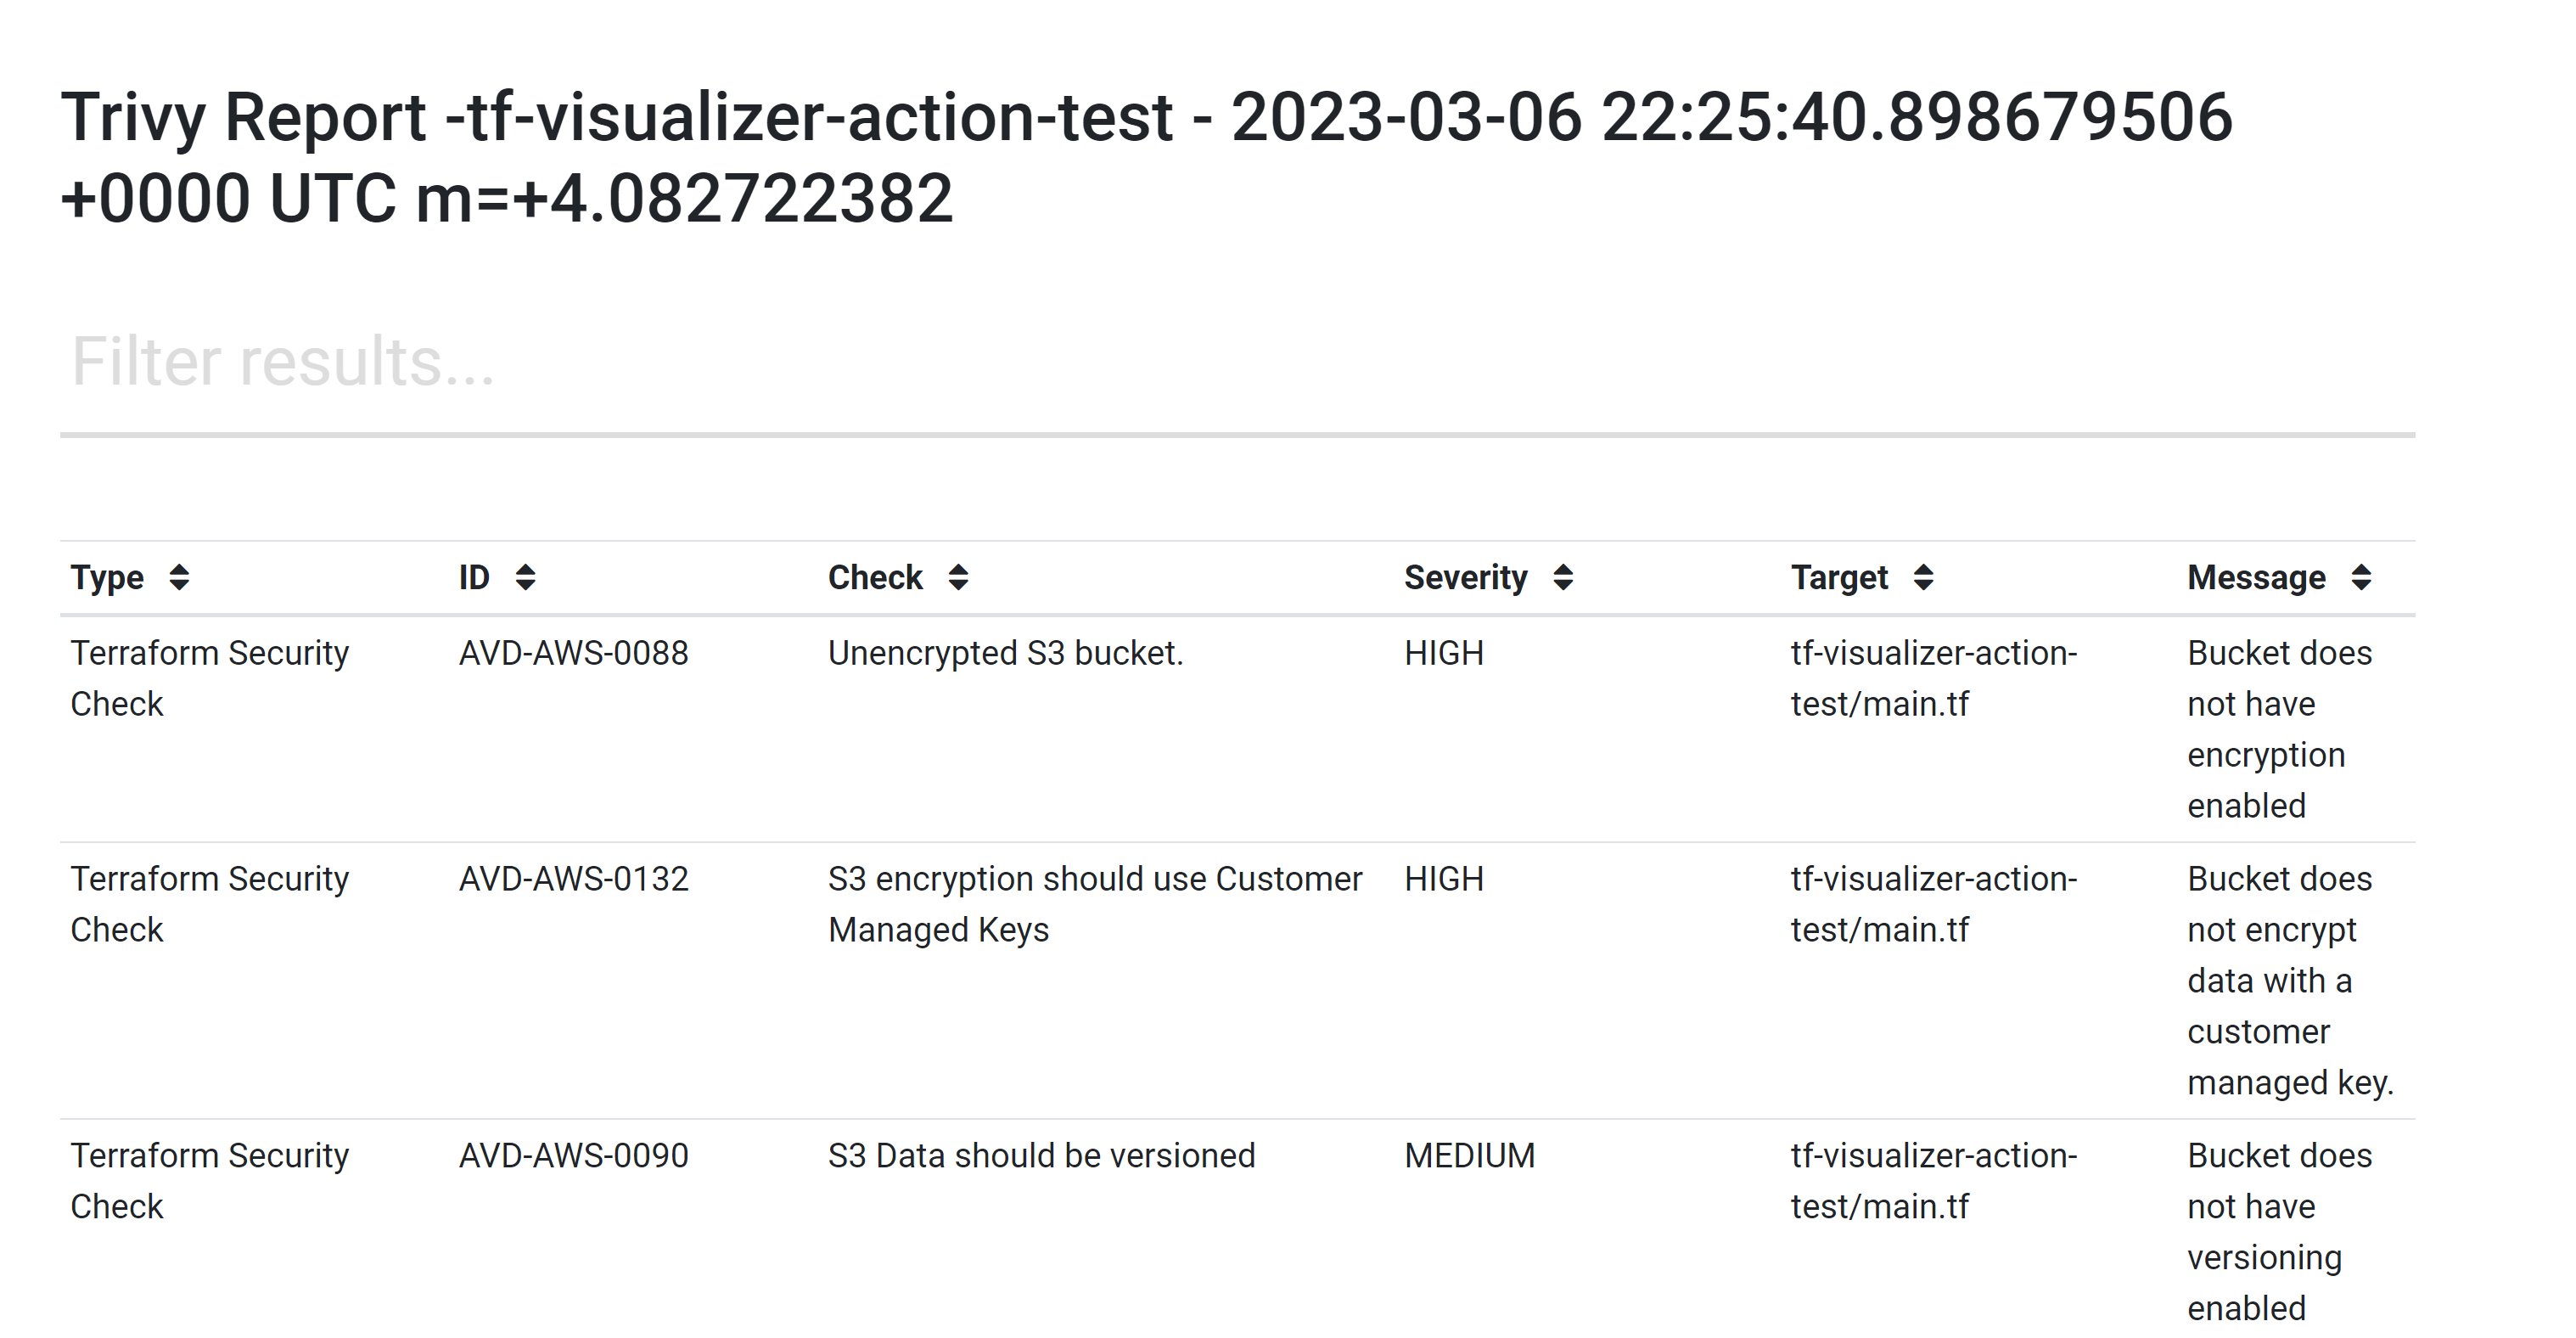 Trivy Report -tf-visualizer-action-test - 2023-03-06 22:25:40.898679506
+0000 UTC m=+4.082722382
Filter results...
Type ID Check Severity Target Message
Terraform Security AVD-AWS-0088 Unencrypted S3 bucket. HIGH tf-visualizer-action- Bucket does
Check test/main.tf not have
encryption
enabled
Terraform Security AVD-AWS-0132 S3 encryption should use Customer HIGH tf-visualizer-action- Bucket does
Check Managed Keys test/main.tf not encrypt
data with a
customer
managed key.
Terraform Security AVD-AWS-0090 S3 Data should be versioned MEDIUM tf-visualizer-action- Bucket does
Check test/main.tf not have
versioning
enabled